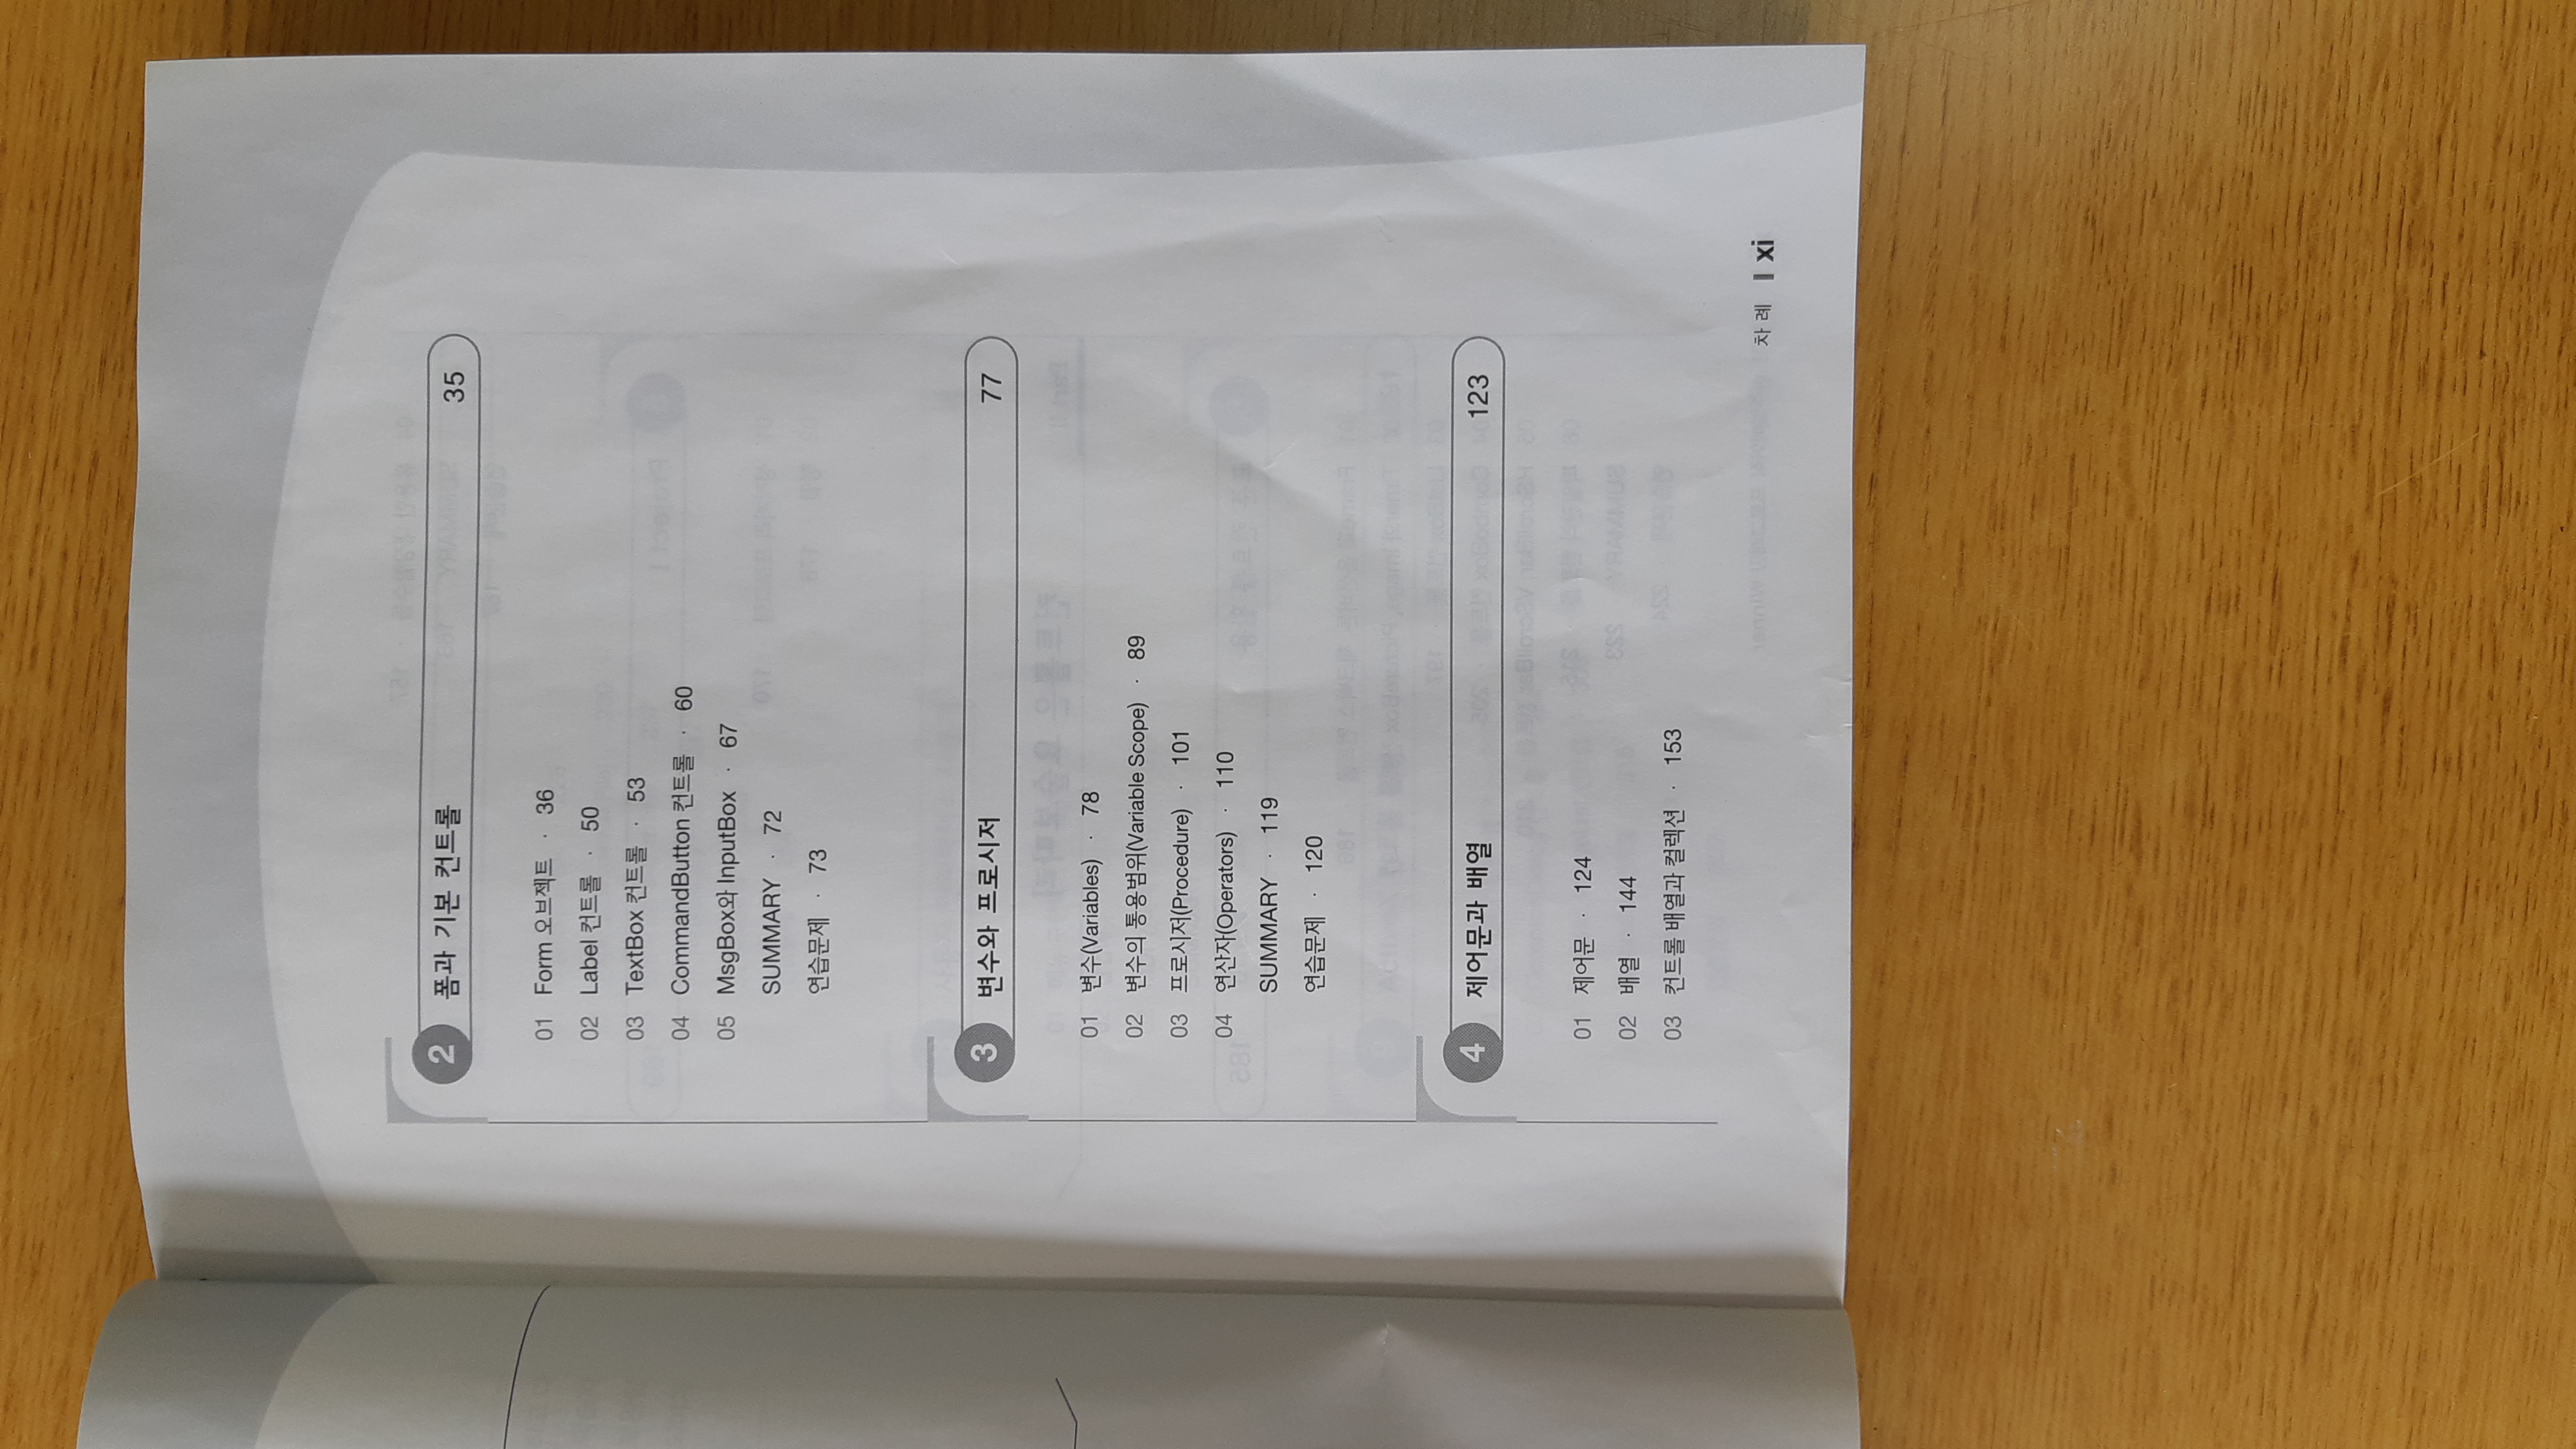 2 폼과 기본 컨트롤 35
01 Form 오브젝트 · 36
02 Label 컨트롤 · 50
03 TextBox 컨트롤 · 53
04 CommandButton 컨트롤 · 60
05 MsgBox와 InputBox · 67
SUMMARY · 72
연습문제 · 73
3 변수와 프로시저 77
01 변수(Variables) · 78
02 변수의 통용범위(Variable Scope) · 89
03 프로시저(Procedure) · 101
04 연산자(Operators) · 110
SUMMARY · 119
연습문제 · 120
4 제어문과 배열 123
01 제어문 · 124
02 배열 · 144
03 컨트롤 배열과 컬렉션 · 153
차례 xi